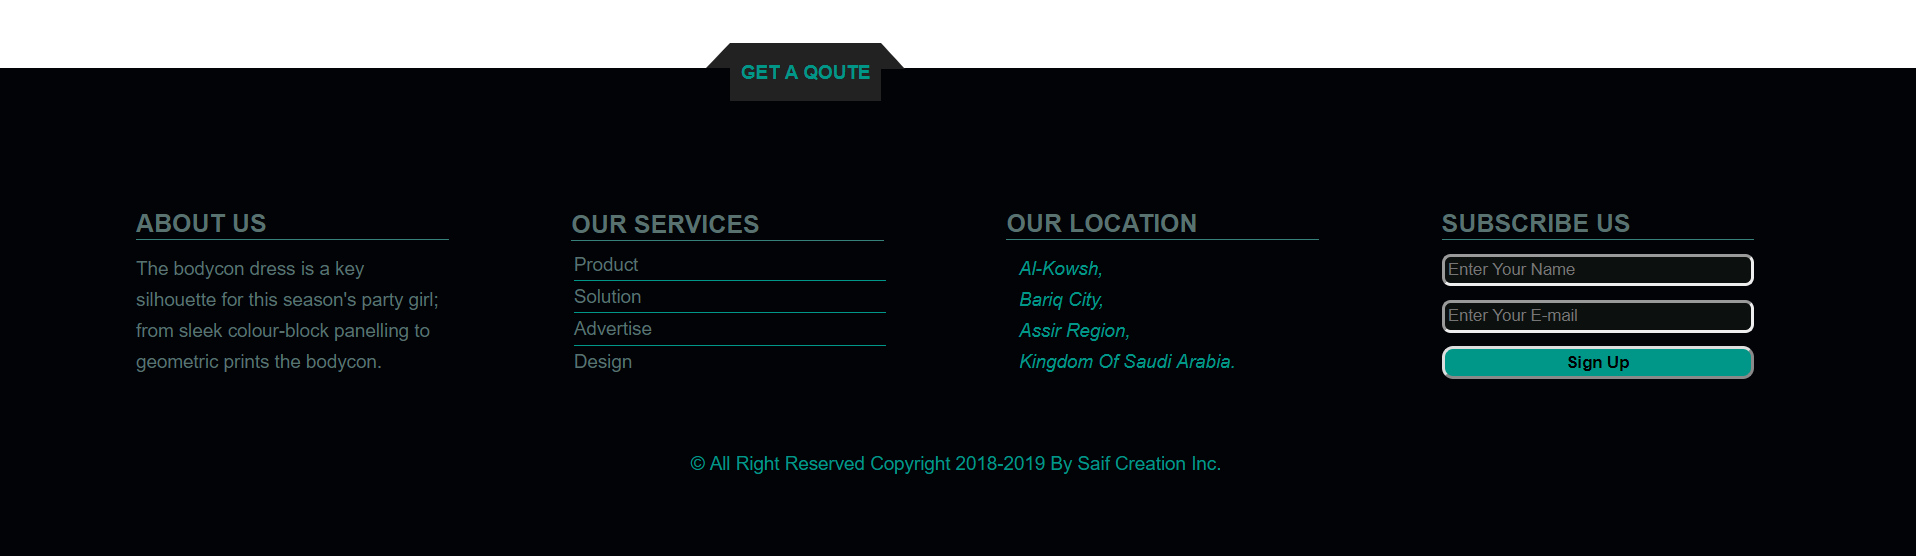 GET A QOUTE
ABOUT US
The bodycon dress is a key
silhouette for this season's party girl;
from sleek colour-block panelling to
geometric prints the bodycon.
OUR SERVICES
Product
Solution
Advertise
Design
OUR LOCATION
Al-Kowsh,
Bariq City,
Assir Region,
Kingdom Of Saudi Arabia.
SUBSCRIBE US
Enter Your Name
Enter Your E-mail
Sign Up
© All Right Reserved Copyright 2018-2019 By Saif Creation Inc.